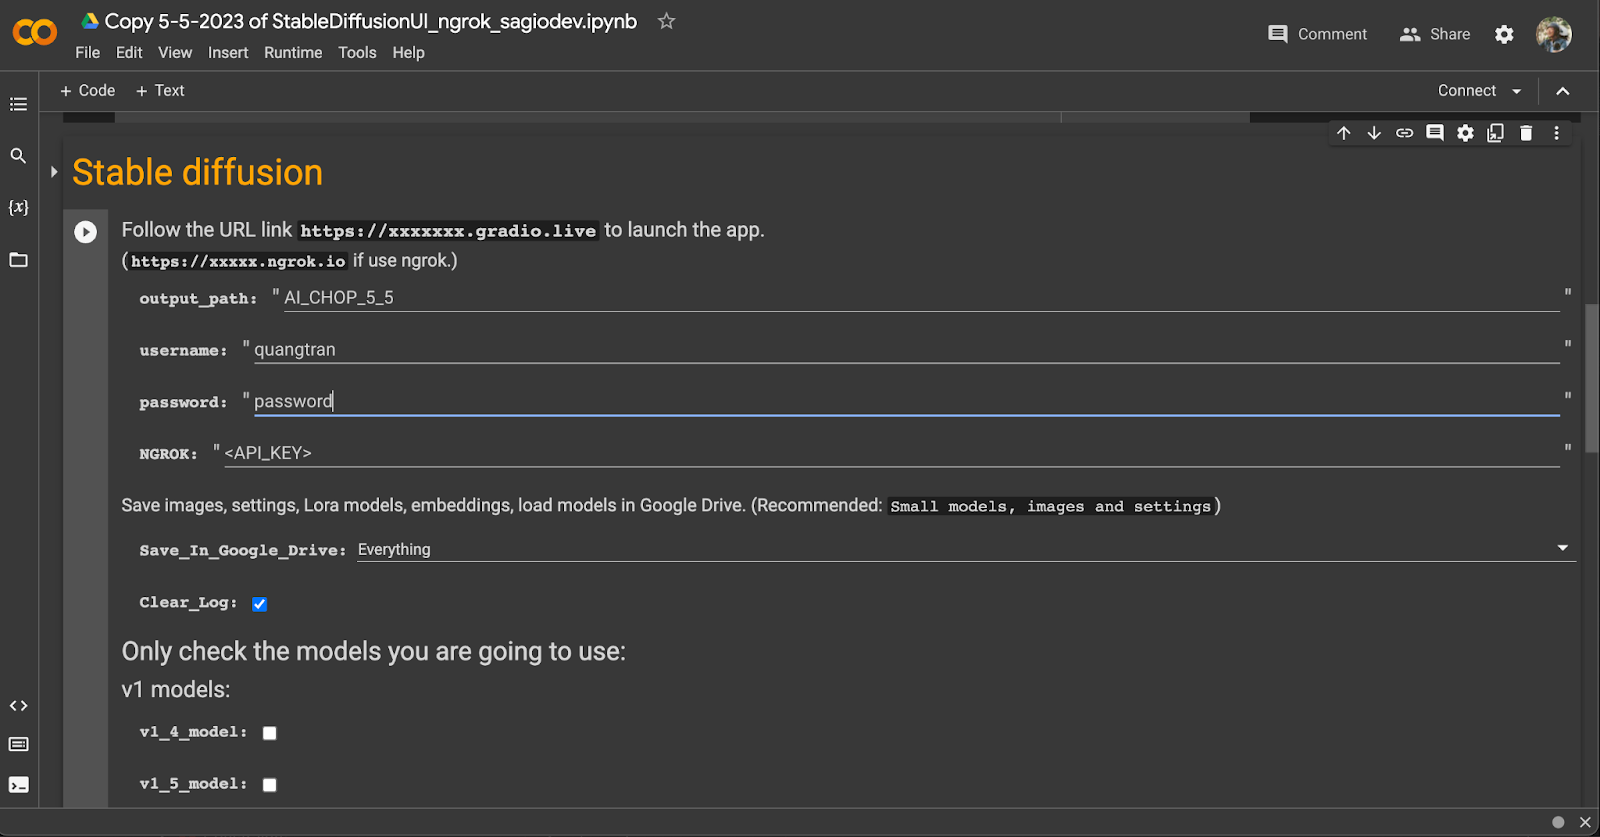 Copy 5-5-2023 of StableDiffusionUI_ngrok_sagiodev.ipynb
Comment Share
File Edit View Insert Runtime Tools Help
+ Code + Text
Connect
Stable diffusion
{x}
Follow the URL link https://xxxxxxx.gradio.live to launch the app.
(https://xxxxx.ngrok.io if use ngrok.)
output_path: "AI_CHOP_5_5"
username: "quangtran"
password: "password"
NGROK: "<API_KEY>"
Save images, settings, Lora models, embeddings, load models in Google Drive. (Recommended: Small models, images and settings)
Save_In_Google_Drive: Everything
Clear_Log:
Only check the models you are going to use:
v1 models:
v1_4_model:
v1_5_model: